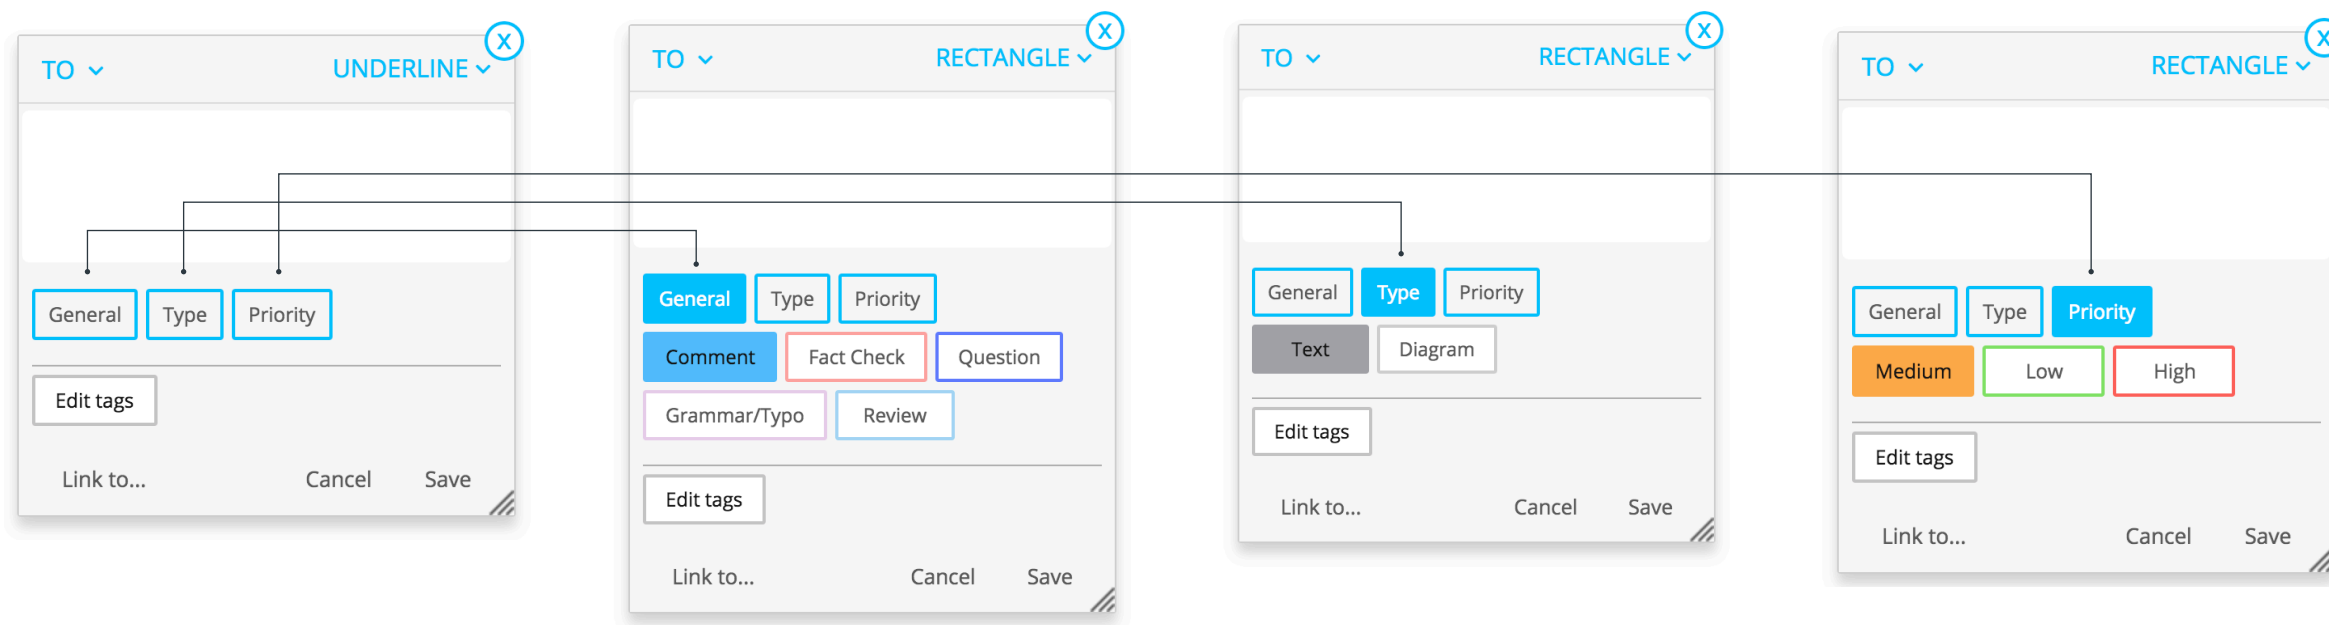 X
TO UNDERLINE
General Type Priority
Edit tags
Link to... Cancel Save
X
TO RECTANGLE
General Type Priority
Comment Fact Check Question
Grammar/Typo Review
Edit tags
Link to... Cancel Save
X
TO RECTANGLE
General Type Priority
Text Diagram
Edit tags
Link to... Cancel Save
X
TO RECTANGLE
General Type Priority
Medium Low High
Edit tags
Link to... Cancel Save